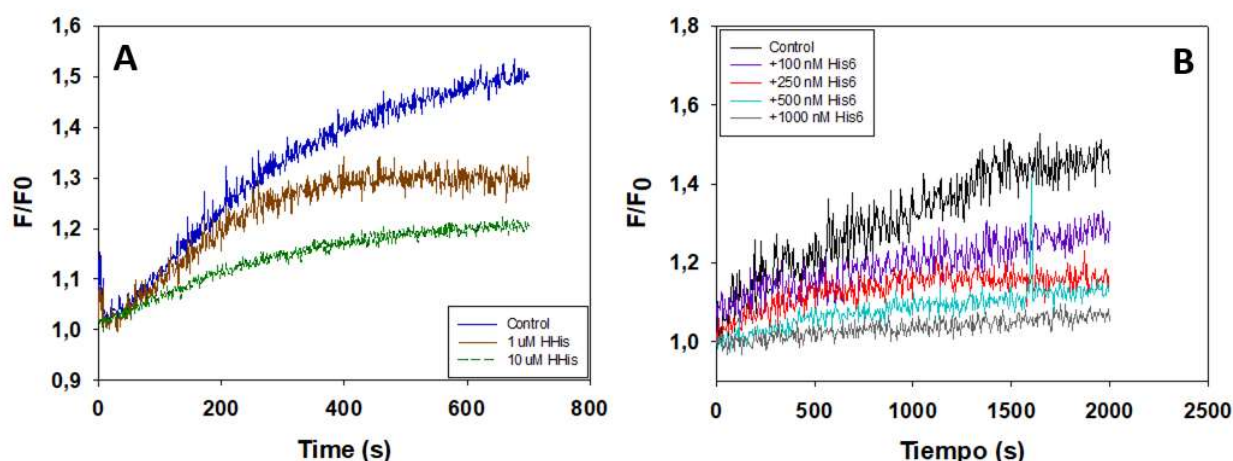 A
1,6
1,5
1,4
1,3
1,2
1,1
1,0
0,9
F/F0
0
200
400
600
800
Time (s)
Control
1 uM HHis
10 uM HHis
B
1,8
1,6
1,4
1,2
1,0
F/F0
0
500
1000
1500
2000
2500
Tiempo (s)
Control
+100 nM His6
+250 nM His6
+500 nM His6
+1000 nM His6